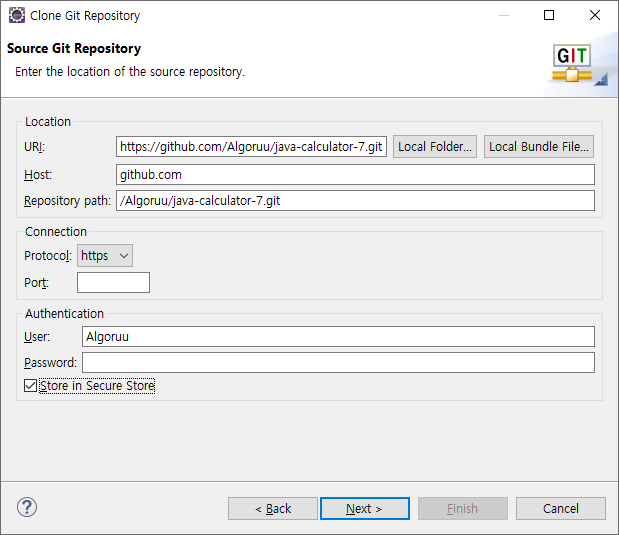 Clone Git Repository
Source Git Repository
Enter the location of the source repository.
GIT
Location
URI: https://github.com/Algoruu/java-calculator-7.git Local Folder... Local Bundle File...
Host: github.com
Repository path: /Algoruu/java-calculator-7.git
Connection
Protocol: https
Port:
Authentication
User: Algoruu
Password:
Store in Secure Store
? < Back Next > Finish Cancel